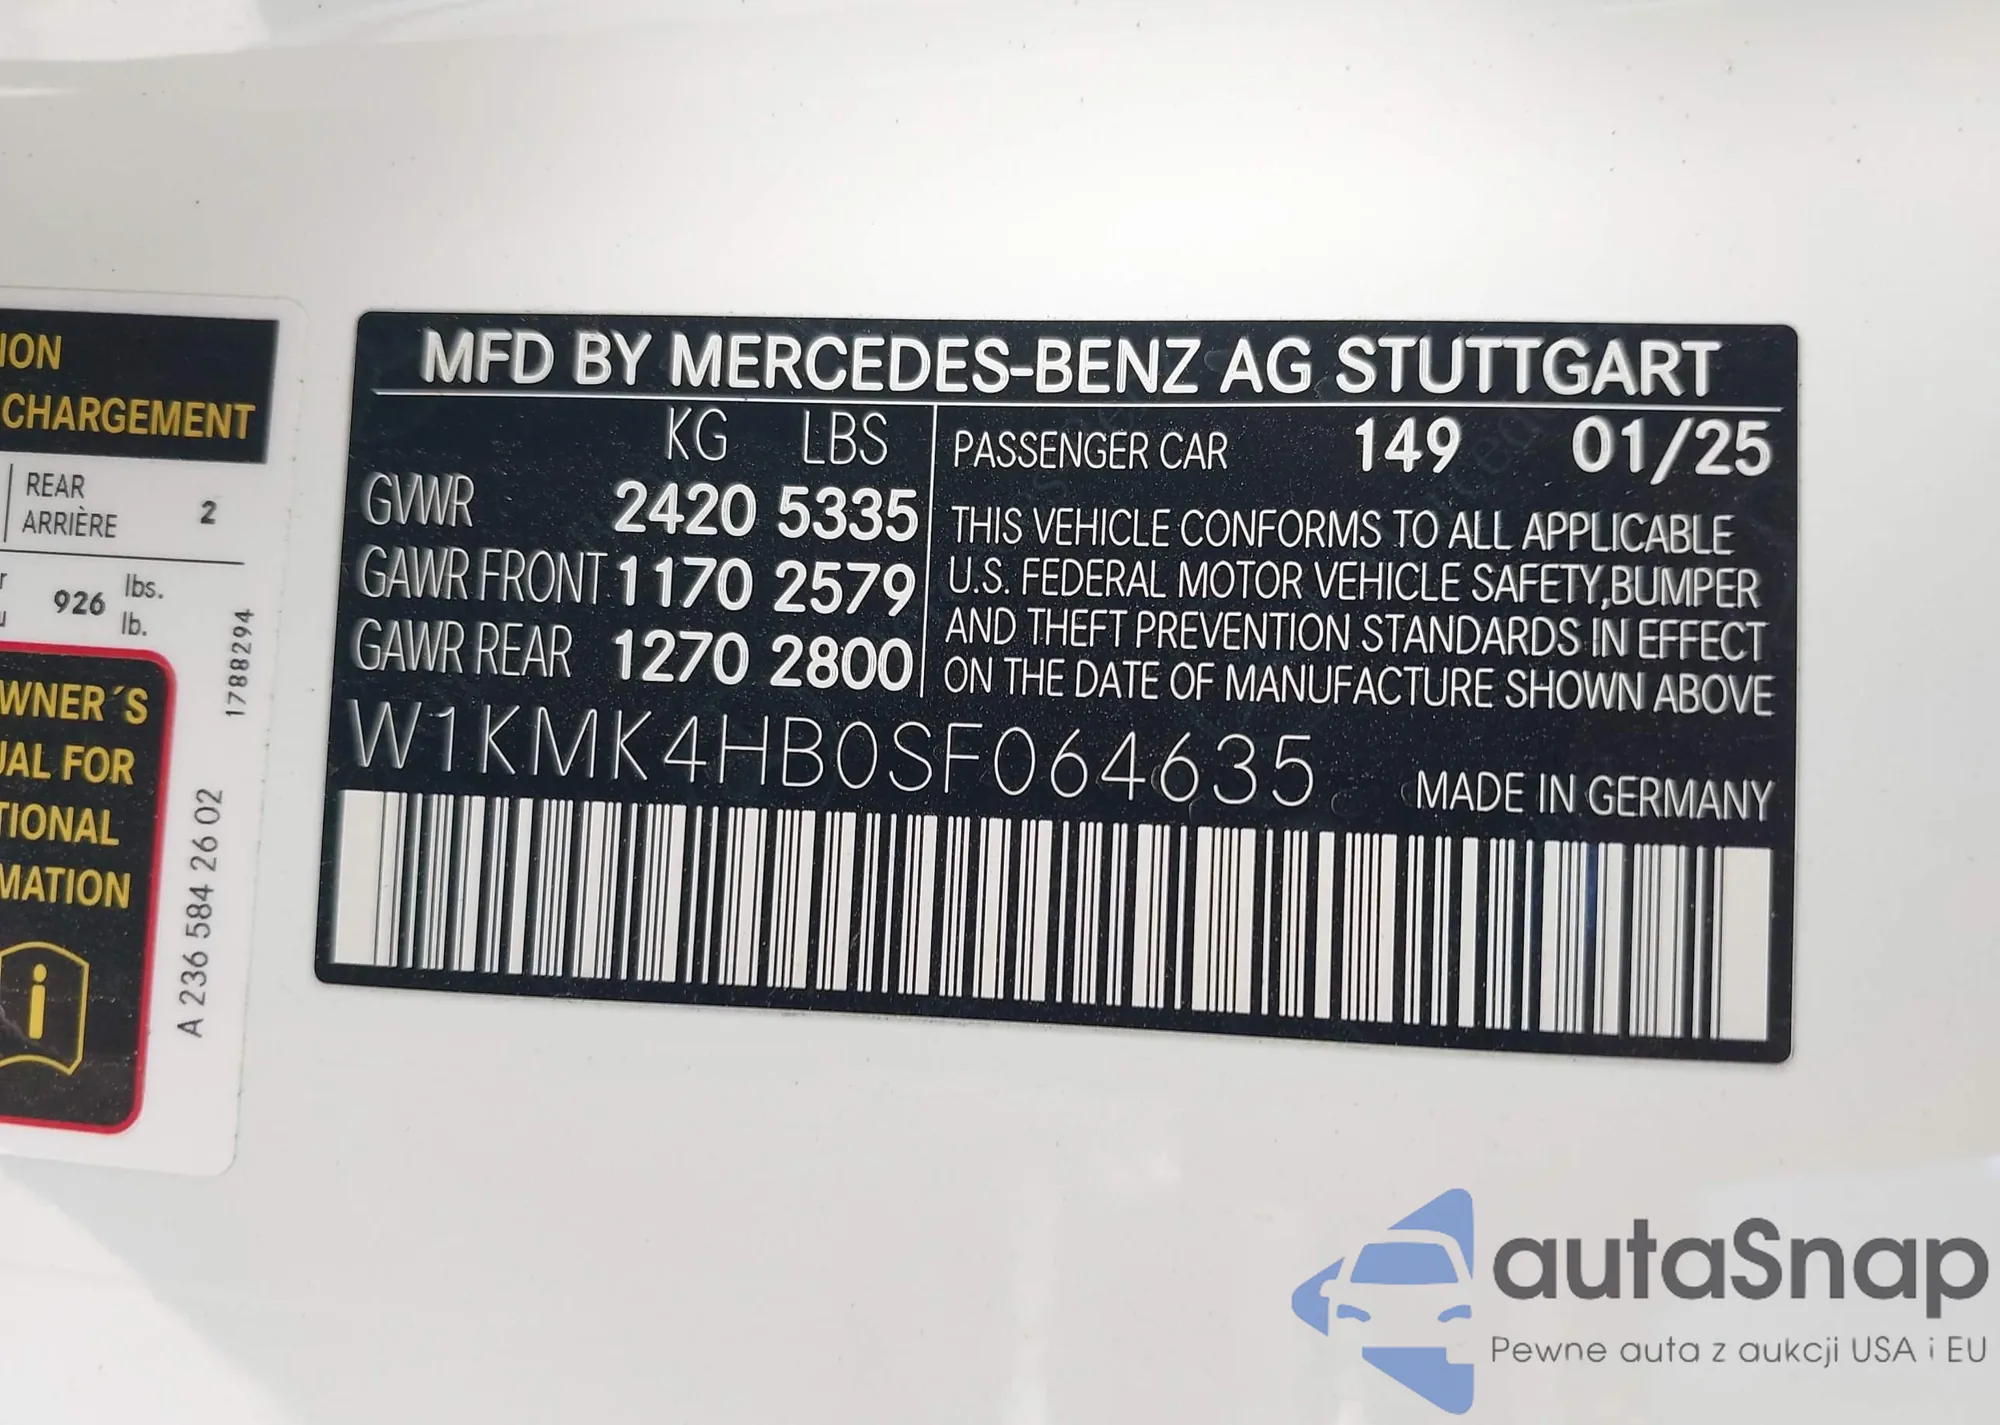 ION
CHARGEMENT
REAR
ARRIÈRE 2
926 lbs.
lb.
WNER´S
UAL FOR
TIONAL
MATION
i
1788294
A 236 584 26 02
MFD BY MERCEDES-BENZ AG STUTTGART
KG LBS
GVWR 2420 5335
GAWR FRONT 1170 2579
GAWR REAR 1270 2800
PASSENGER CAR 149 01/25
THIS VEHICLE CONFORMS TO ALL APPLICABLE
U.S. FEDERAL MOTOR VEHICLE SAFETY,BUMPER
AND THEFT PREVENTION STANDARDS IN EFFECT
ON THE DATE OF MANUFACTURE SHOWN ABOVE
W1KMK4HB0SF064635
MADE IN GERMANY
autaSnap
Pewne auta z aukcji USA i EU